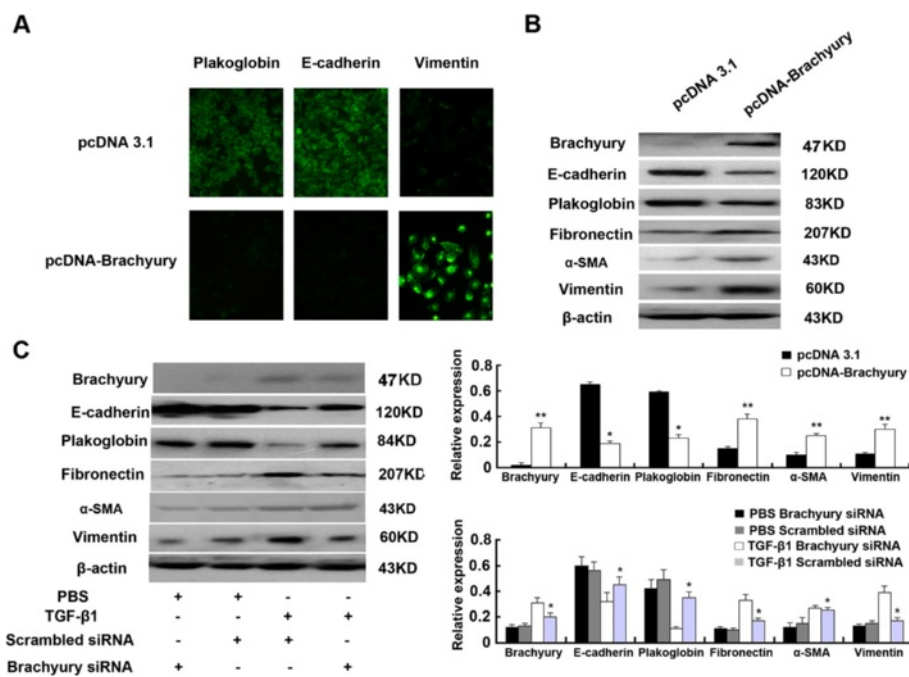 A
Plakoglobin E-cadherin Vimentin
pcDNA 3.1
pcDNA-Brachyury
B
pcDNA 3.1 pcDNA-Brachyury
Brachyury 47KD
E-cadherin 120KD
Plakoglobin 83KD
Fibronectin 207KD
α-SMA 43KD
Vimentin 60KD
β-actin 43KD
C
Brachyury 47KD
E-cadherin 120KD
Plakoglobin 84KD
Fibronectin 207KD
α-SMA 43KD
Vimentin 60KD
β-actin 43KD
PBS + + - -
TGF-β1 - - + +
Scrambled siRNA - + + -
Brachyury siRNA + - - +
Relative expression
0.8
0.6
0.4
0.2
0
pcDNA 3.1
pcDNA-Brachyury
** * * ** ** **
Brachyury E-cadherin Plakoglobin Fibronectin α-SMA Vimentin
Relative expression
0.8
0.6
0.4
0.2
0
PBS Brachyury siRNA
PBS Scrambled siRNA
TGF-β1 Brachyury siRNA
TGF-β1 Scrambled siRNA
* * * * * *
Brachyury E-cadherin Plakoglobin Fibronectin α-SMA Vimentin